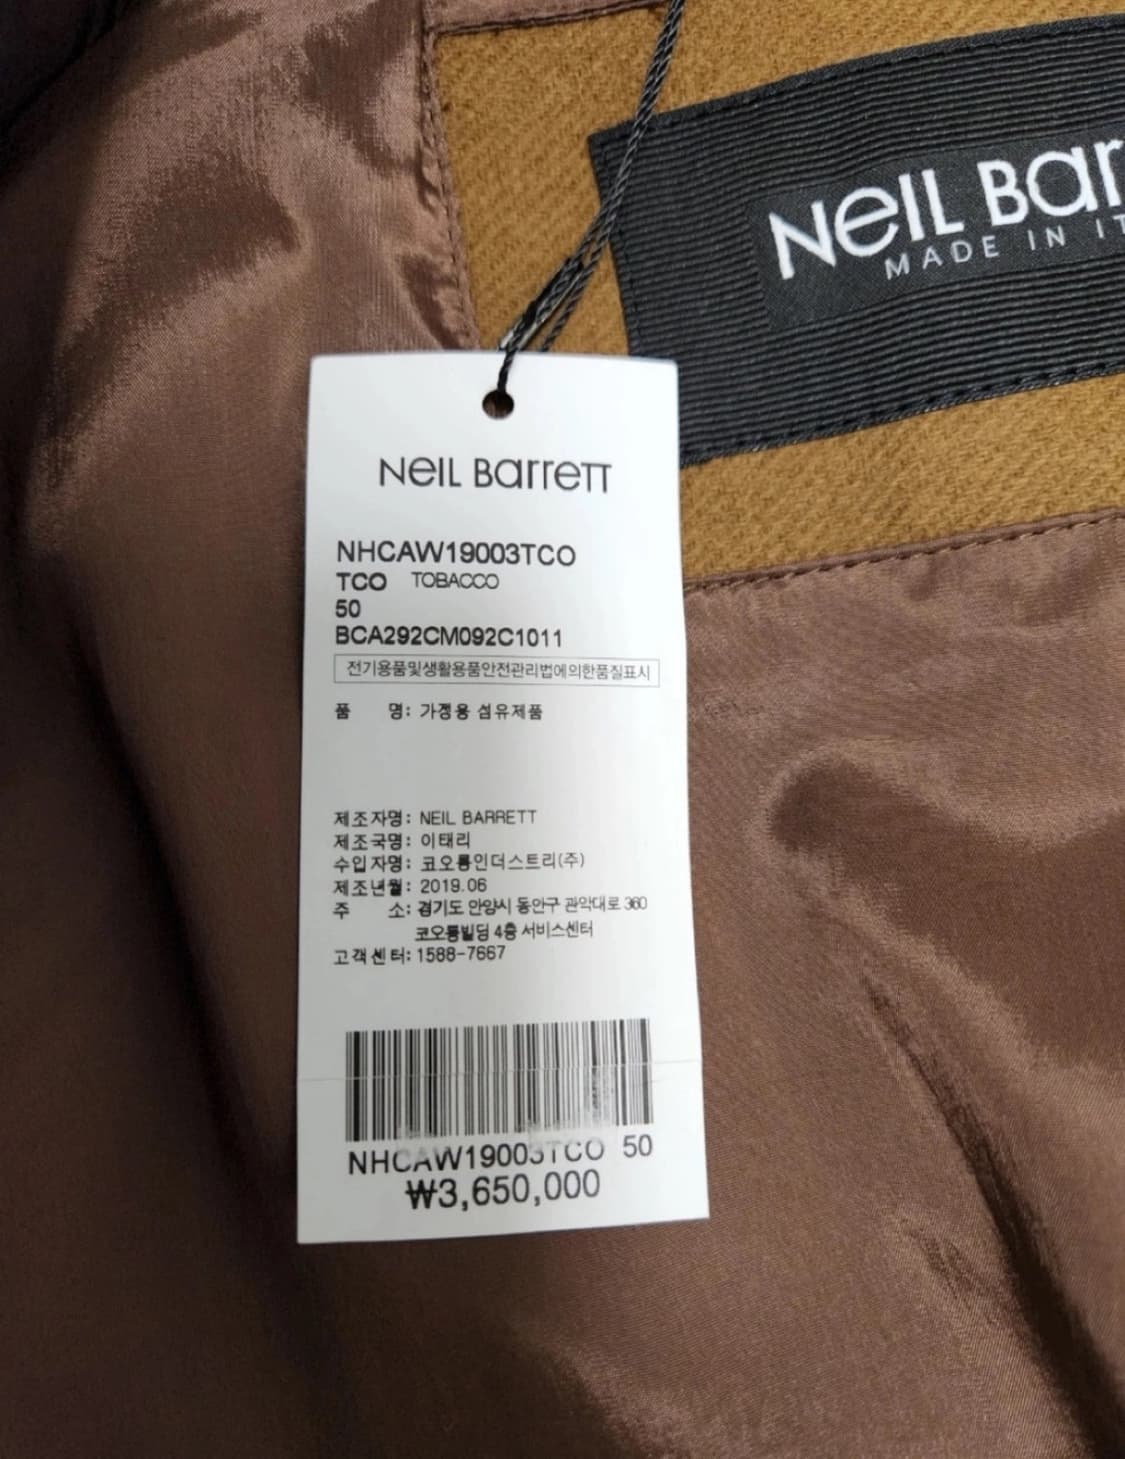 NEIL Bar
MADE IN IT
NEIL Barrett
NHCAW19003TCO
TCO TOBACCO
50
BCA292CM092C1011
전기용품및생활용품안전관리법에의한품질표시
품 명: 가정용 섬유제품
제조자명: NEIL BARRETT
제조국명: 이태리
수입자명: 코오롱인더스트리(주)
제조년월: 2019.06
주 소: 경기도 안양시 동안구 관악대로 360
코오롱빌딩 4층 서비스센터
고객센터: 1588-7667
NHCAW19003TCO 50
₩3,650,000